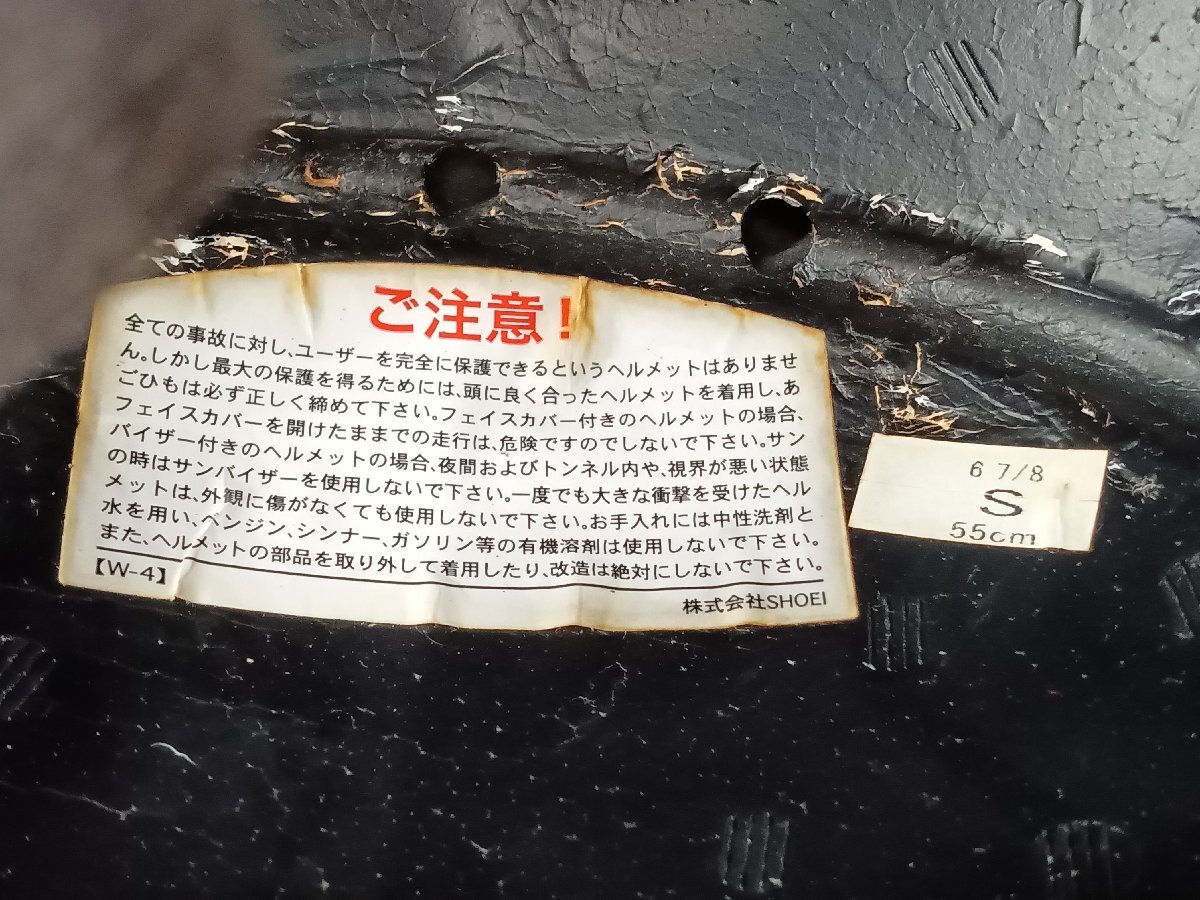 ご注意!
全ての事故に対し、ユーザーを完全に保護できるというヘルメットはありませ
ん。しかし最大の保護を得るためには、頭に良く合ったヘルメットを着用し、あ
ごひもは必ず正しく締めて下さい。フェイスカバー付きのヘルメットの場合、
フェイスカバーを開けたままでの走行は、危険ですのでしないで下さい。サン
バイザー付きのヘルメットの場合、夜間およびトンネル内や、視界が悪い状態
の時はサンバイザーを使用しないで下さい。一度でも大きな衝撃を受けたヘル
メットは、外観に傷がなくても使用しないで下さい。お手入れには中性洗剤と
水を用い、ベンジン、シンナー、ガソリン等の有機溶剤は使用しないで下さい。
また、ヘルメットの部品を取り外して着用したり、改造は絶対にしないで下さい。
【W-4】
株式会社SHOEI
6 7/8
S
55cm